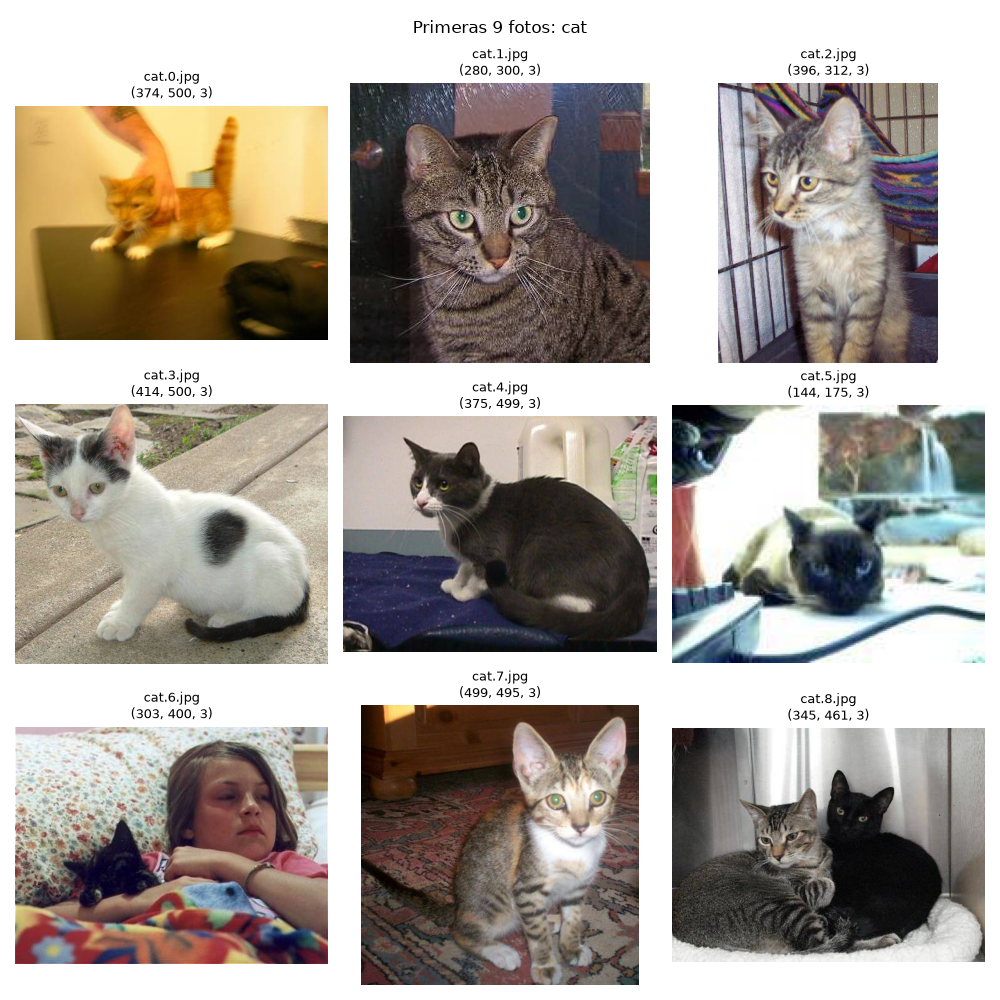 Primeras 9 fotos: cat
cat.0.jpg
(374, 500, 3)
cat.1.jpg
(280, 300, 3)
cat.2.jpg
(396, 312, 3)
cat.3.jpg
(414, 500, 3)
cat.4.jpg
(375, 499, 3)
cat.5.jpg
(144, 175, 3)
cat.6.jpg
(303, 400, 3)
cat.7.jpg
(499, 495, 3)
cat.8.jpg
(345, 461, 3)